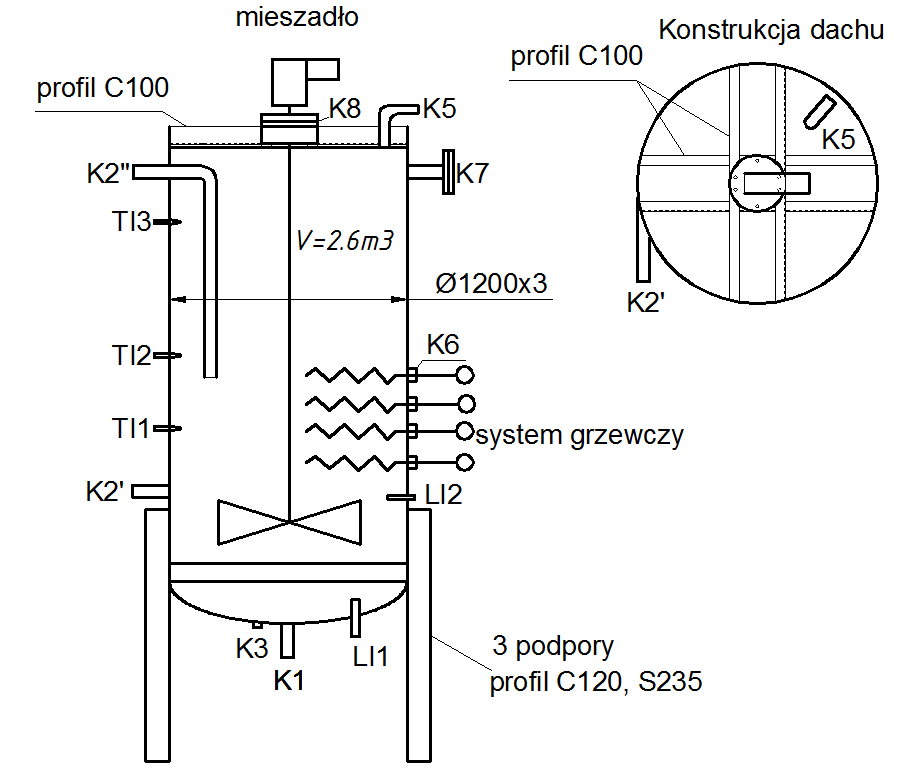 mieszadło
Konstrukcja dachu
profil C100
profil C100
K8
K5
K5
K2"
K7
TI3
V=2.6m3
Ø1200x3
K2'
K6
TI2
TI1
system grzewczy
K2'
LI2
K3
LI1
K1
3 podpory
profil C120, S235